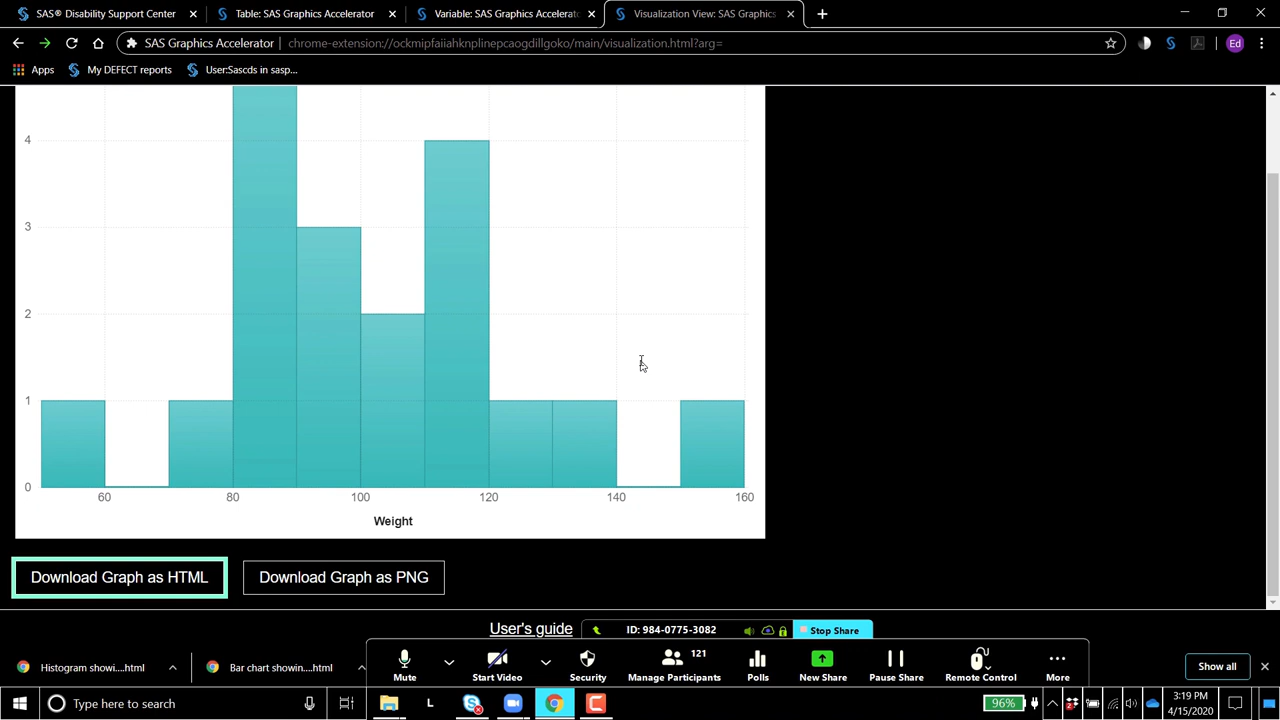 SAS® Disability Support Center
Table: SAS Graphics Accelerator
Variable: SAS Graphics Accelerato
Visualization View: SAS Graphics
SAS Graphics Accelerator chrome-extension://ockmipfaiiahknplinepcaogdillgoko/main/visualization.html?arg=
Ed
Apps My DEFECT reports User:Sascds in sasp...
4
3
2
1
0
60 80 100 120 140 160
Weight
Download Graph as HTML Download Graph as PNG
User's guide ID: 984-0775-3082 Stop Share
Histogram showi....html Bar chart showin....html
121
Mute Start Video Security Manage Participants Polls New Share Pause Share Remote Control More
Show all
Type here to search
L
96%
3:19 PM
4/15/2020